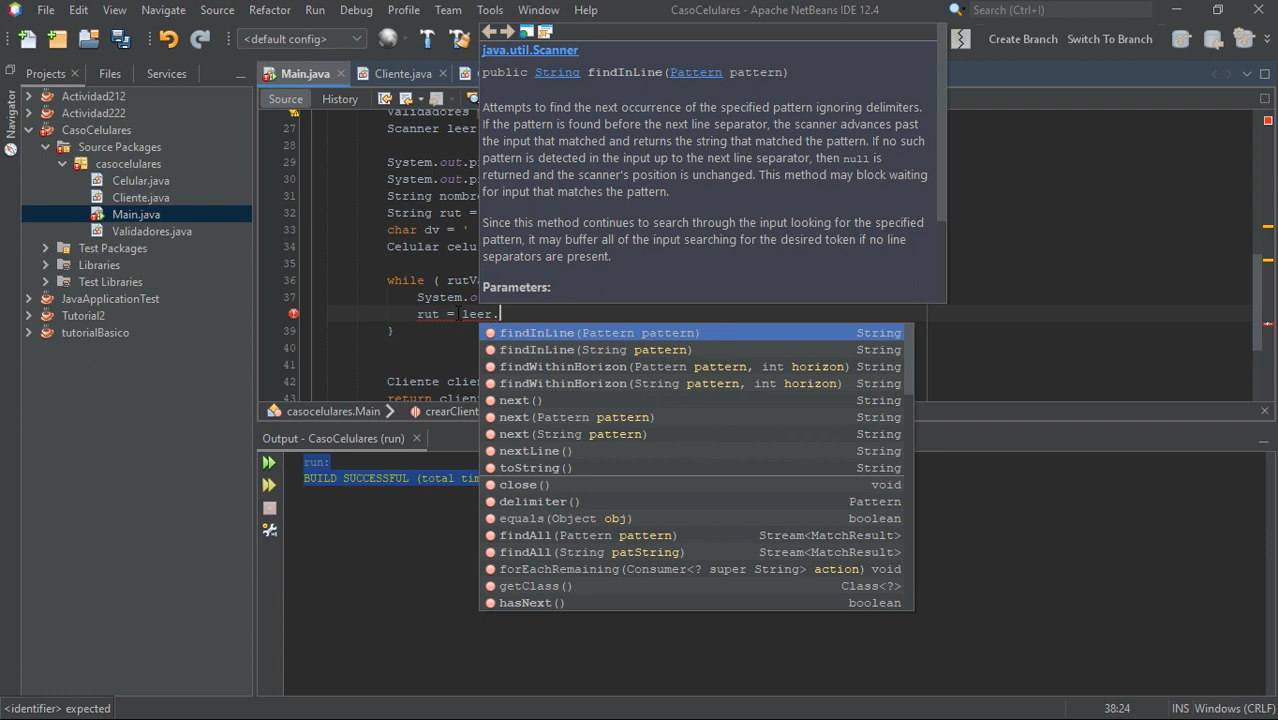 File Edit View Navigate Source Refactor Run Debug Profile Team Tools Window Help CasoCelulares - Apache NetBeans IDE 12.4 Search (Ctrl+I)
<default config> Create Branch Switch To Branch
Projects Files Services Main.java Cliente.java
Source History
Navigator
Actividad212
Actividad222
CasoCelulares
Source Packages
casocelulares
Celular.java
Cliente.java
Main.java
Validadores.java
Test Packages
Libraries
Test Libraries
JavaApplicationTest
Tutorial2
tutorialBasico
Validadores
27 Scanner leer
28
29 System.out.p
30 System.out.p
31 String nombre
32 String rut =
33 char dv = '
34 Celular celu
35
36 while ( rutV
37 System.o
rut = leer.
39 }
40
41
42 Cliente clien
43 return clien
java.util.Scanner
public String findInLine(Pattern pattern)
Attempts to find the next occurrence of the specified pattern ignoring delimiters.
If the pattern is found before the next line separator, the scanner advances past
the input that matched and returns the string that matched the pattern. If no such
pattern is detected in the input up to the next line separator, then null is
returned and the scanner's position is unchanged. This method may block waiting
for input that matches the pattern.
Since this method continues to search through the input looking for the specified
pattern, it may buffer all of the input searching for the desired token if no line
separators are present.
Parameters:
findInLine(Pattern pattern) String
findInLine(String pattern) String
findWithinHorizon(Pattern pattern, int horizon) String
findWithinHorizon(String pattern, int horizon) String
next() String
next(Pattern pattern) String
next(String pattern) String
nextLine() String
toString() String
close() void
delimiter() Pattern
equals(Object obj) boolean
findAll(Pattern pattern) Stream<MatchResult>
findAll(String patString) Stream<MatchResult>
forEachRemaining(Consumer<? super String> action) void
getClass() Class<?>
hasNext() boolean
casocelulares.Main crearClient
Output - CasoCelulares (run)
run:
BUILD SUCCESSFUL (total tim
<identifier> expected 38:24 INS Windows (CRLF)